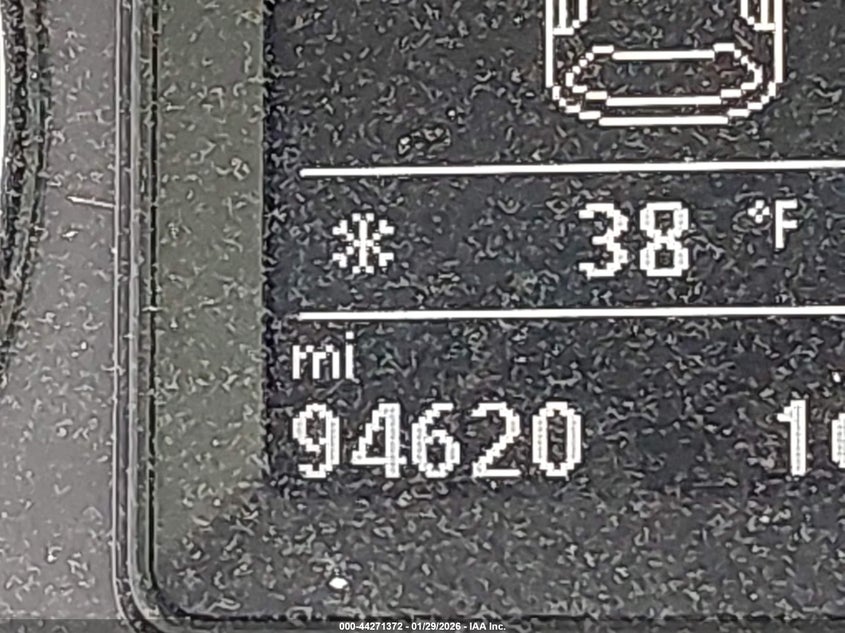 * 38 °F
mi
94620
000-44271372 - 01/29/2026 - IAA Inc.